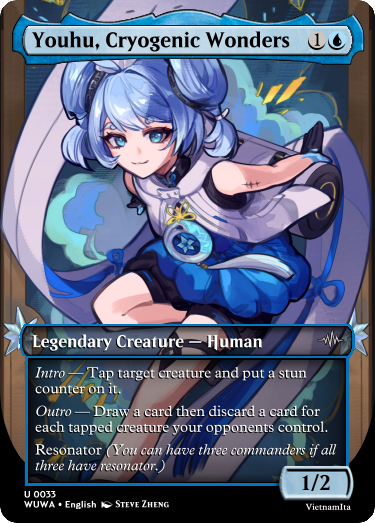 Youhu, Cryogenic Wonders 1
Legendary Creature — Human
Intro — Tap target creature and put a stun
counter on it.
Outro — Draw a card then discard a card for
each tapped creature your opponents control.
Resonator (You can have three commanders if all
three have resonator.)
1/2
U 0033
WUWA • English STEVE ZHENG
VietnamIta